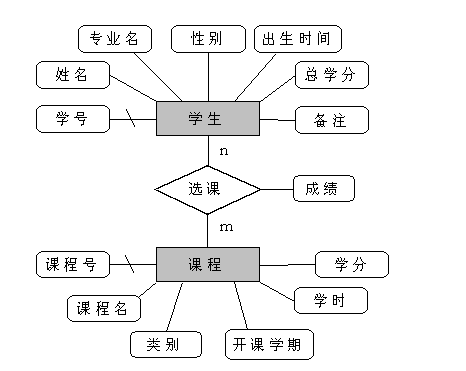 专业名
性别
出生时间
姓名
总学分
学号
学生
备注
n
选课
成绩
m
课程号
课程
学分
课程名
学时
类别
开课学期